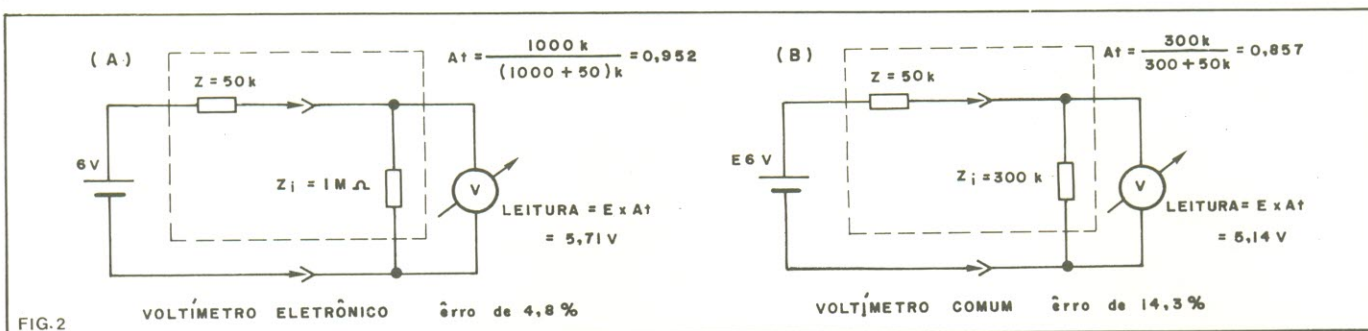 (A)
At = 1000 k / (1000 + 50) k = 0,952
Z = 50 k
6 V
Zi = 1 M Ω
V
LEITURA = E x At
= 5,71 V
VOLTÍMETRO ELETRÔNICO êrro de 4,8 %
(B)
At = 300 k / 300 + 50 k = 0,857
Z = 50 k
E 6 V
Zi = 300 k
V
LEITURA = E x At
= 5,14 V
VOLTÍMETRO COMUM êrro de 14,3 %
FIG. 2